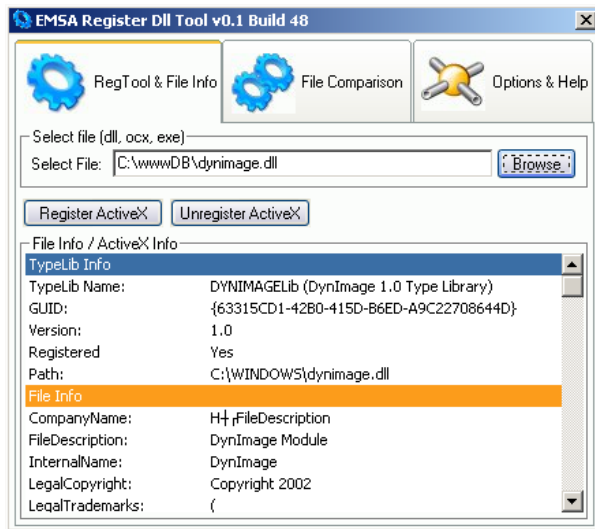 EMSA Register Dll Tool v0.1 Build 48
RegTool & File Info
File Comparison
Options & Help
Select file (dll, ocx, exe)
Select File: C:\wwwDB\dynimage.dll Browse
Register ActiveX Unregister ActiveX
File Info / ActiveX Info
TypeLib Info
TypeLib Name: DYNIMAGELib (DynImage 1.0 Type Library)
GUID: {63315CD1-42B0-415D-B6ED-A9C22708644D}
Version: 1.0
Registered Yes
Path: C:\WINDOWS\dynimage.dll
File Info
CompanyName: H┼┌FileDescription
FileDescription: DynImage Module
InternalName: DynImage
LegalCopyright: Copyright 2002
LegalTrademarks: (